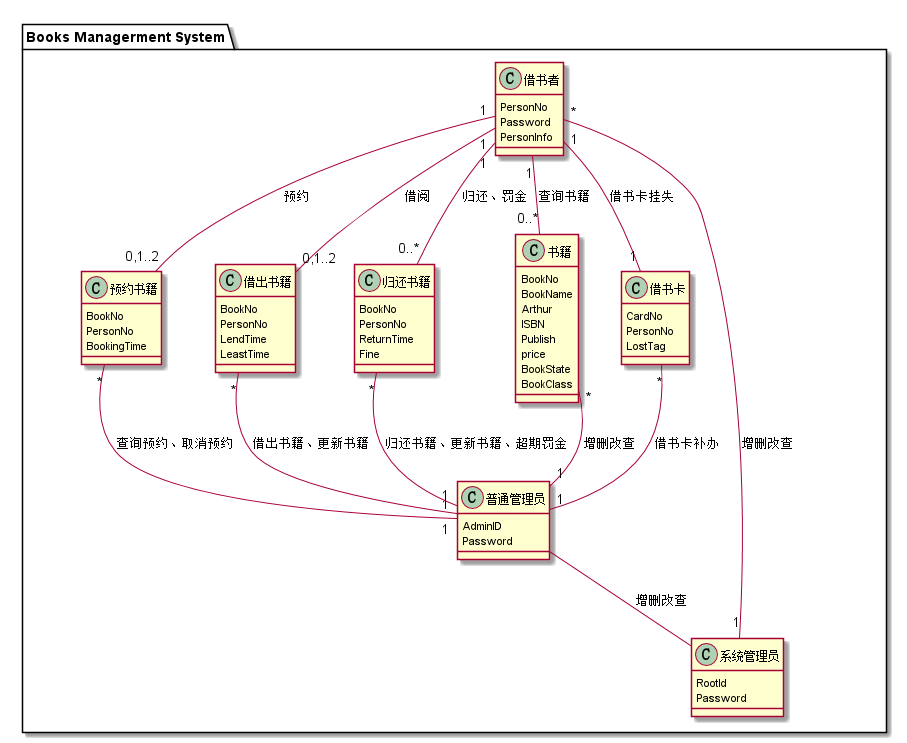 Books Managerment System
C 借书者
PersonNo
Password
PersonInfo
1
1
1
1
1
*
预约
借阅
归还、罚金
查询书籍
借书卡挂失
0,1..2
0,1..2
0..*
0..*
1
C 预约书籍
BookNo
PersonNo
BookingTime
C 借出书籍
BookNo
PersonNo
LendTime
LeastTime
C 归还书籍
BookNo
PersonNo
ReturnTime
Fine
C 书籍
BookNo
BookName
Arthur
ISBN
Publish
price
BookState
BookClass
C 借书卡
CardNo
PersonNo
LostTag
*
*
*
*
*
查询预约、取消预约
借出书籍、更新书籍
归还书籍、更新书籍、超期罚金
增删改查
借书卡补办
增删改查
1
1
1
1
1
C 普通管理员
AdminID
Password
增删改查
1
C 系统管理员
RootId
Password